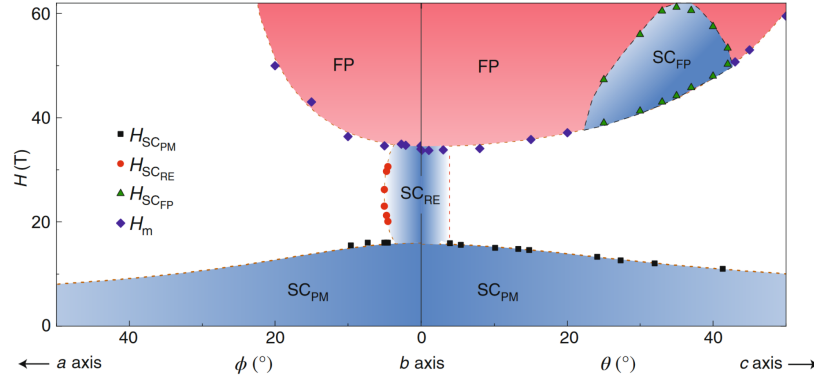 60
40
20
0
H (T)
FP
FP
SC_FP
H_SC_PM
H_SC_RE
H_SC_FP
H_m
SC_RE
SC_PM
SC_PM
40
20
0
20
40
← a axis
ϕ (°)
b axis
θ (°)
c axis →